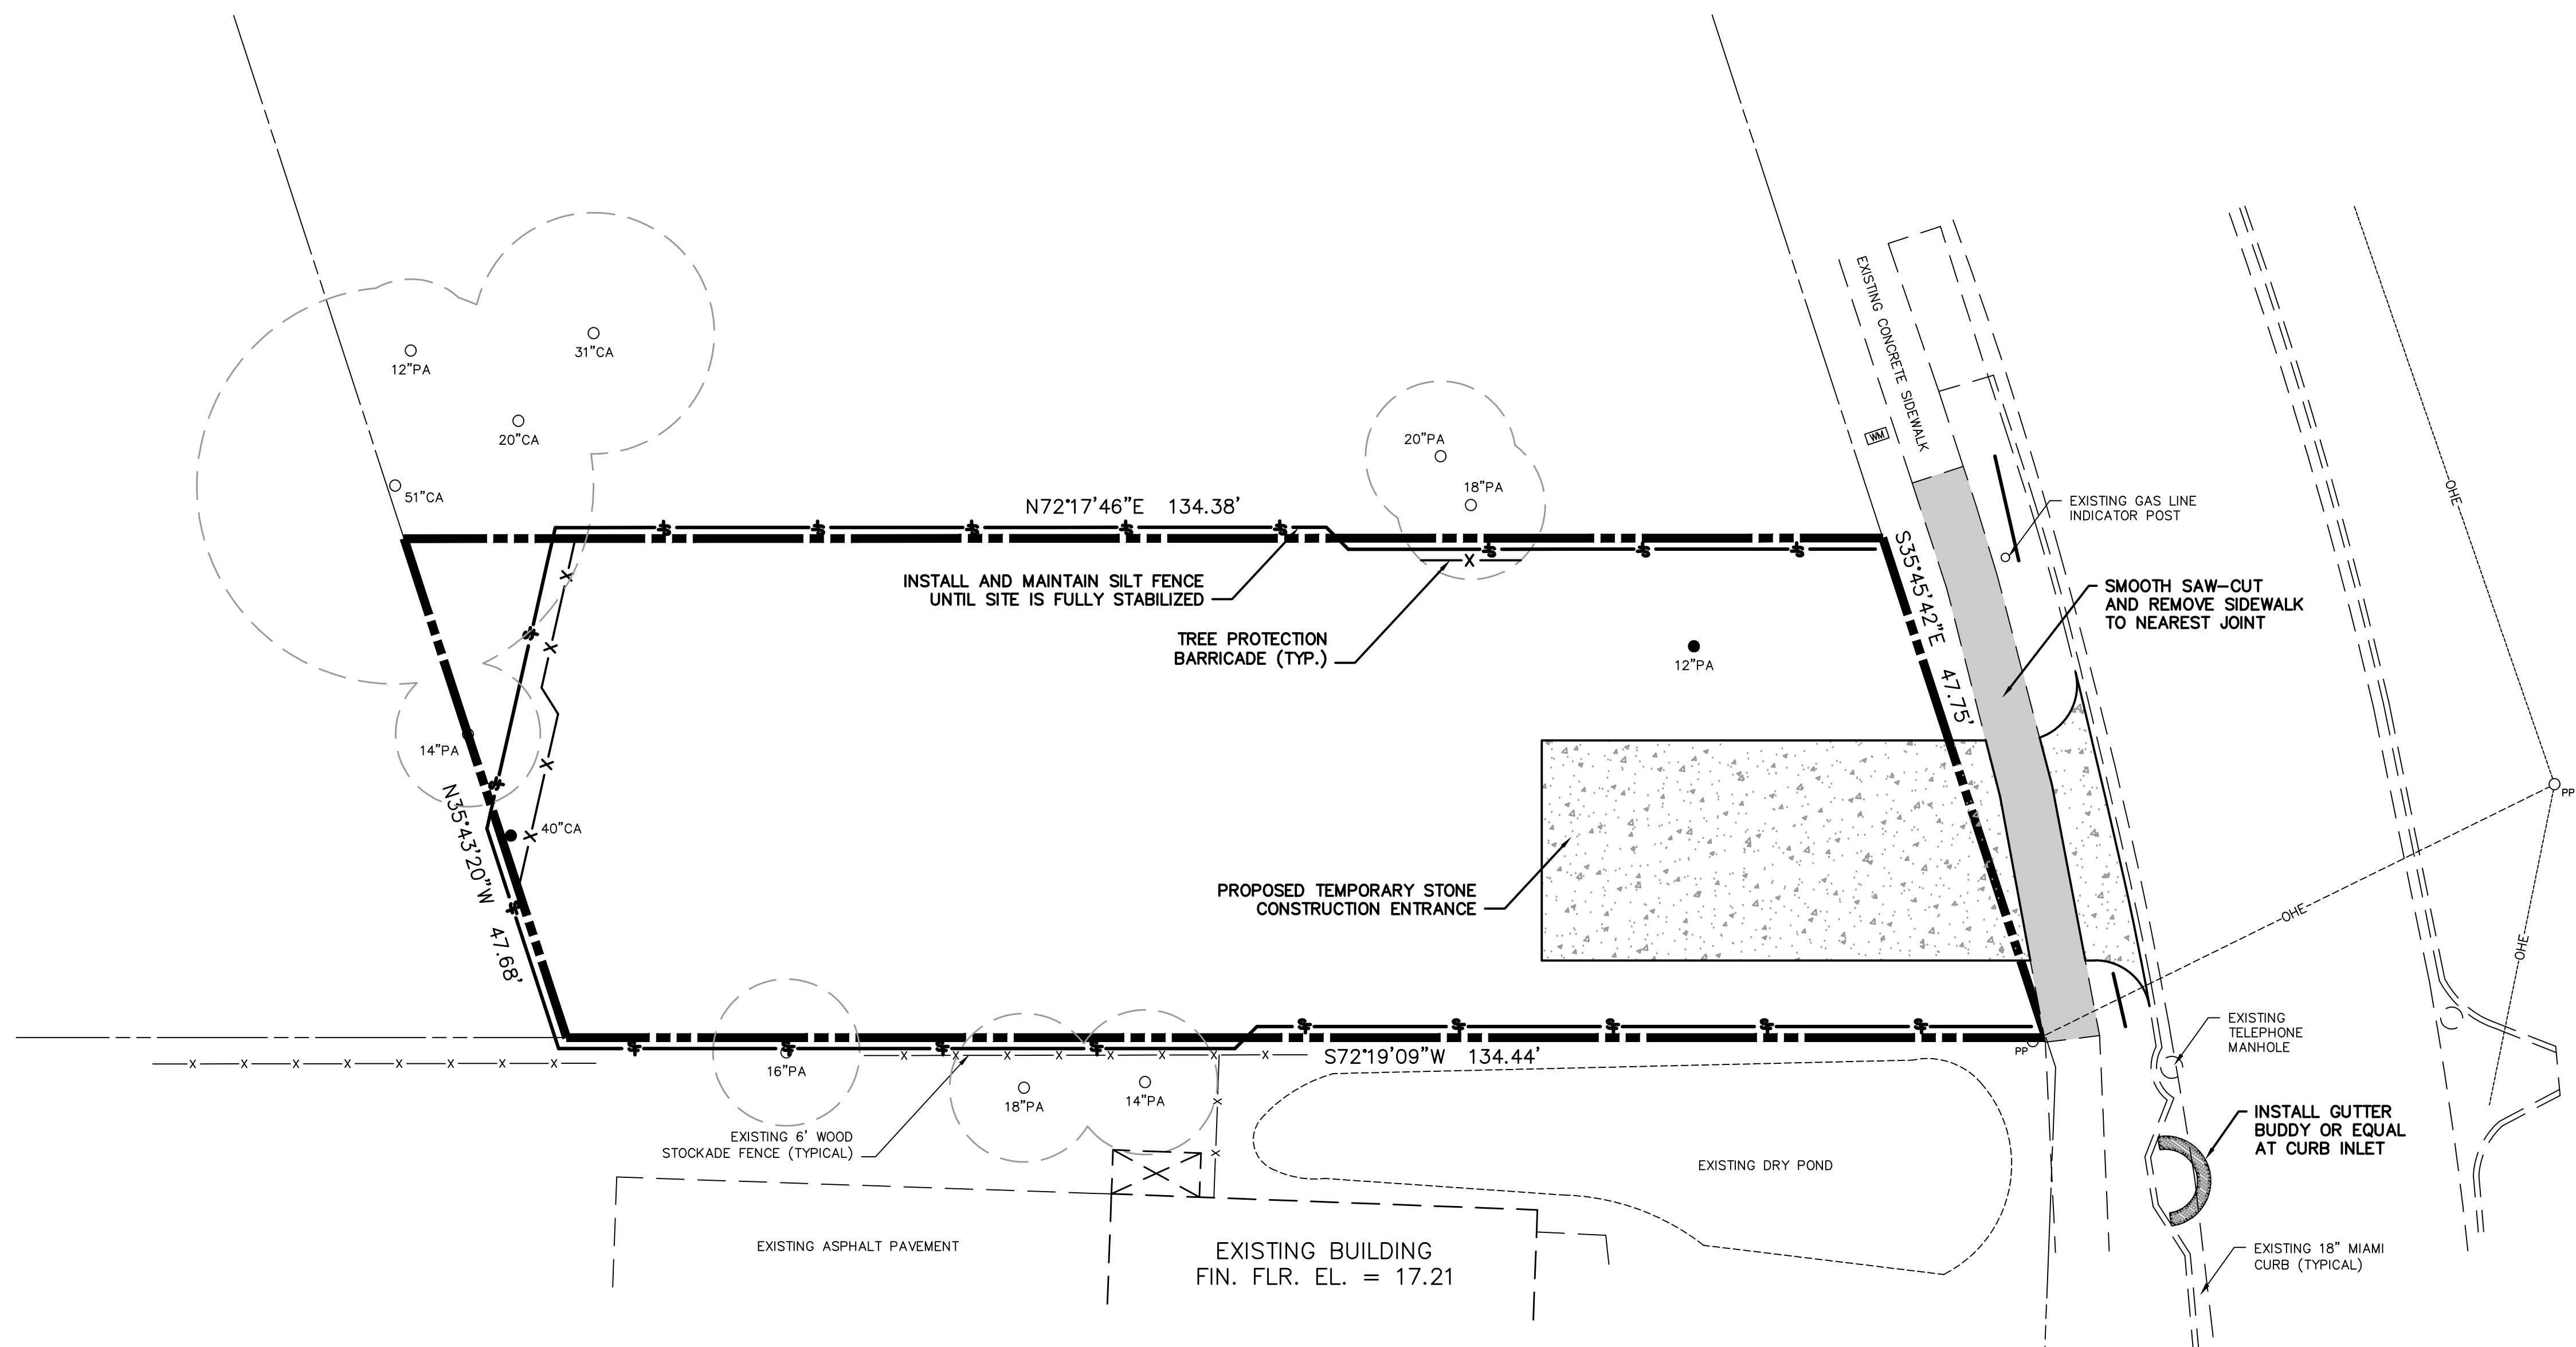 EXISTING CONCRETE SIDEWALK
12"PA
31"CA
20"CA
51"CA
20"PA
18"PA
WM
N72°17'46"E 134.38'
EXISTING GAS LINE
INDICATOR POST
OHE
INSTALL AND MAINTAIN SILT FENCE
UNTIL SITE IS FULLY STABILIZED
TREE PROTECTION
BARRICADE (TYP.)
S35°45'42"E 47.75'
SMOOTH SAW-CUT
AND REMOVE SIDEWALK
TO NEAREST JOINT
12"PA
14"PA
40"CA
N35°43'20"W 47.68'
PP
PROPOSED TEMPORARY STONE
CONSTRUCTION ENTRANCE
OHE
OHE
EXISTING
TELEPHONE
MANHOLE
PP
S72°19'09"W 134.44'
16"PA
18"PA
14"PA
EXISTING 6' WOOD
STOCKADE FENCE (TYPICAL)
INSTALL GUTTER
BUDDY OR EQUAL
AT CURB INLET
EXISTING DRY POND
EXISTING ASPHALT PAVEMENT
EXISTING BUILDING
FIN. FLR. EL. = 17.21
EXISTING 18" MIAMI
CURB (TYPICAL)